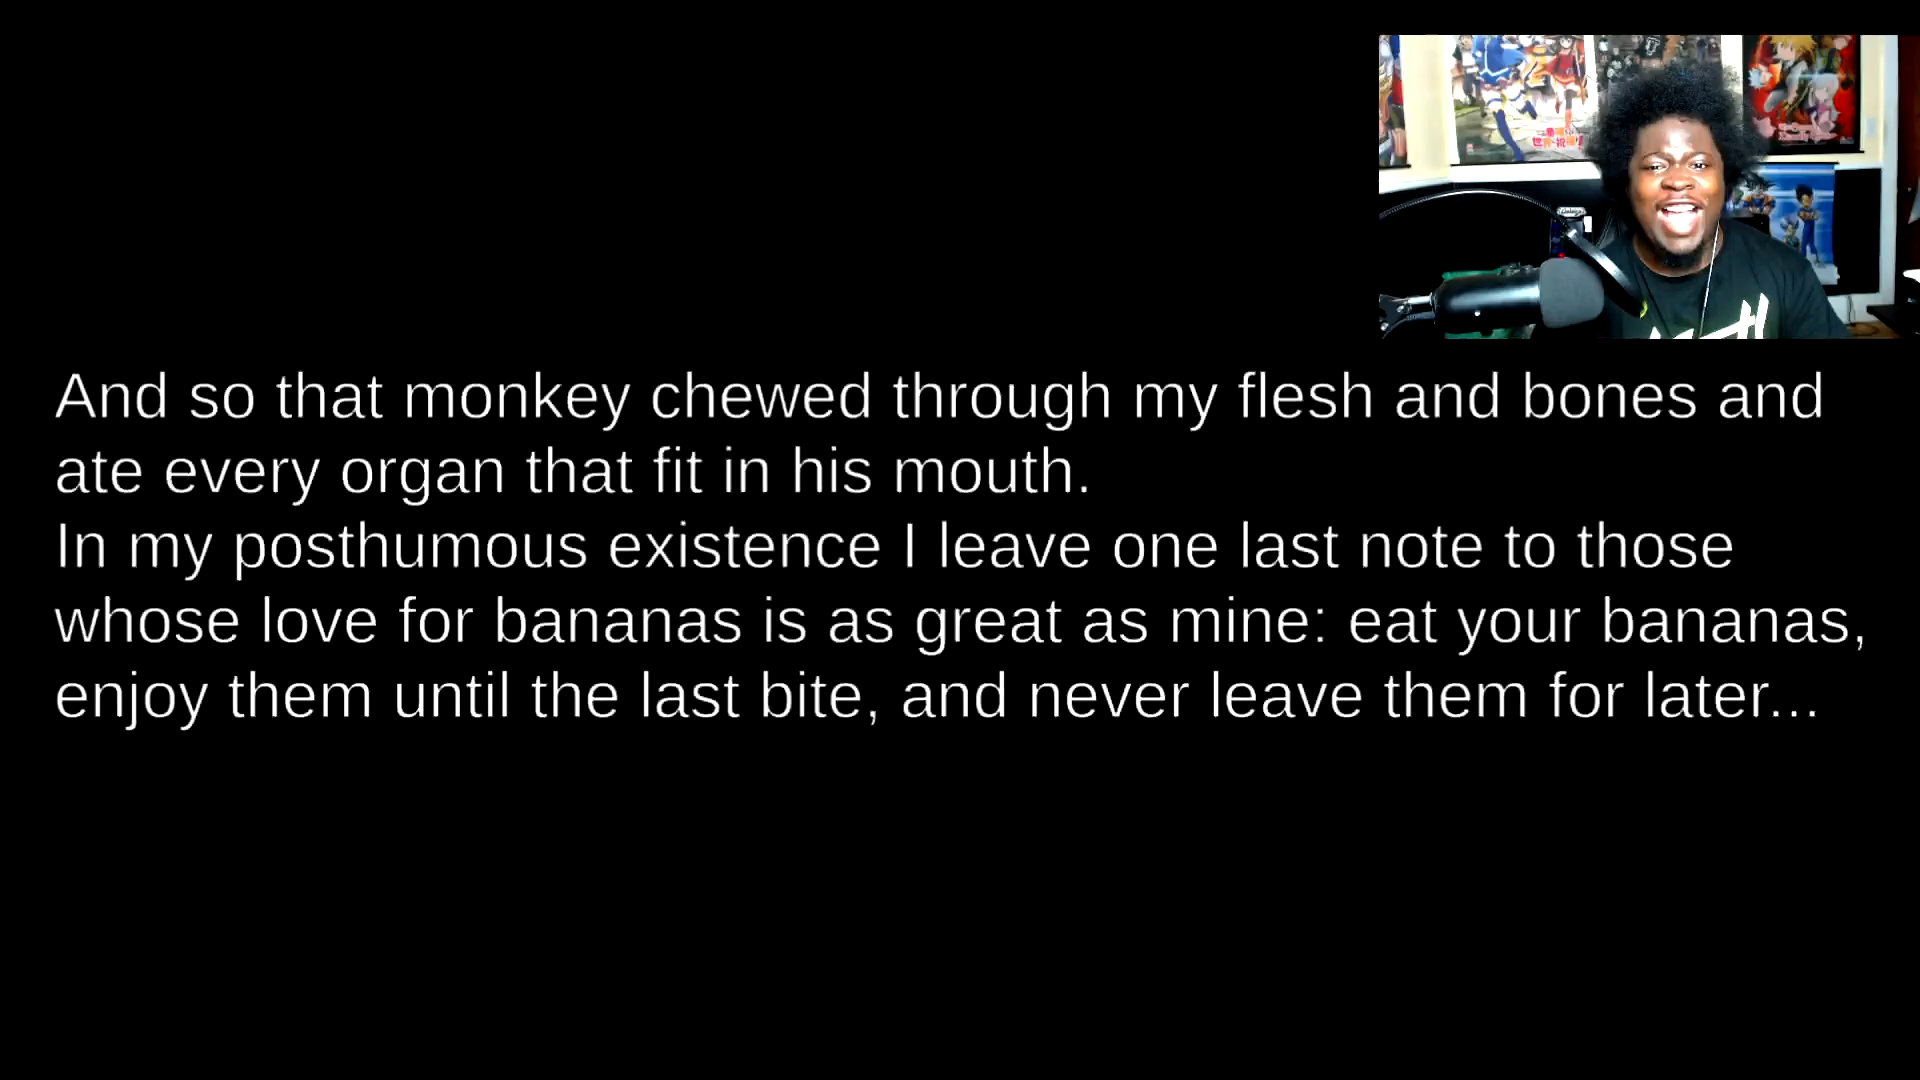 And so that monkey chewed through my flesh and bones and
ate every organ that fit in his mouth.
In my posthumous existence I leave one last note to those
whose love for bananas is as great as mine: eat your bananas,
enjoy them until the last bite, and never leave them for later...